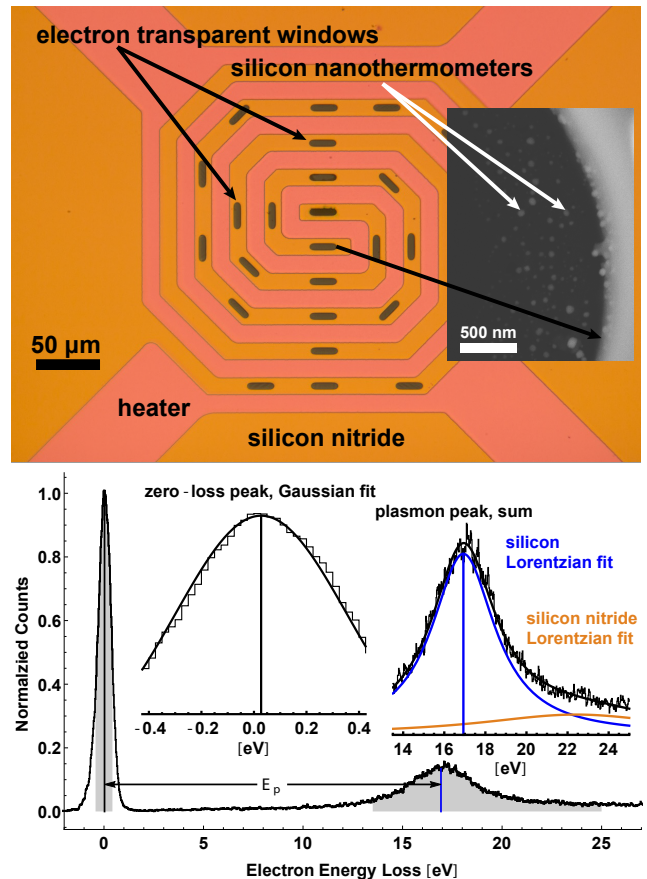 electron transparent windows
silicon nanothermometers
500 nm
50 µm
heater
silicon nitride
zero-loss peak, Gaussian fit
plasmon peak, sum
silicon
Lorentzian fit
silicon nitride
Lorentzian fit
Normalzied Counts
1.0
0.8
0.6
0.4
0.2
0.0
-0.4 -0.2 0.0 0.2 0.4
[eV]
14 16 18 20 22 24
[eV]
E p
0 5 10 15 20 25
Electron Energy Loss [eV]